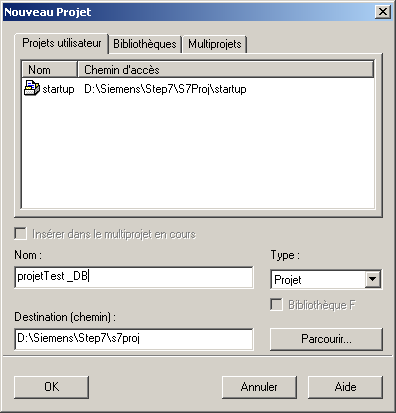 Nouveau Projet
Projets utilisateur Bibliothèques Multiprojets
Nom Chemin d'accès
startup D:\Siemens\Step7\S7Proj\startup
Insérer dans le multiprojet en cours
Nom : Type :
projetTest _DB Projet
Bibliothèque F
Destination (chemin) :
D:\Siemens\Step7\s7proj Parcourir...
OK Annuler Aide